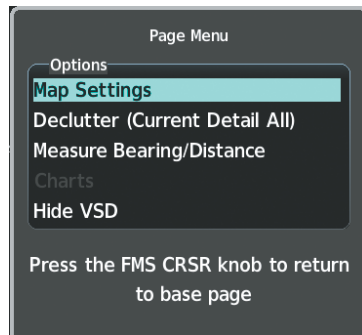 Page Menu
Options
Map Settings
Declutter (Current Detail All)
Measure Bearing/Distance
Charts
Hide VSD
Press the FMS CRSR knob to return
to base page